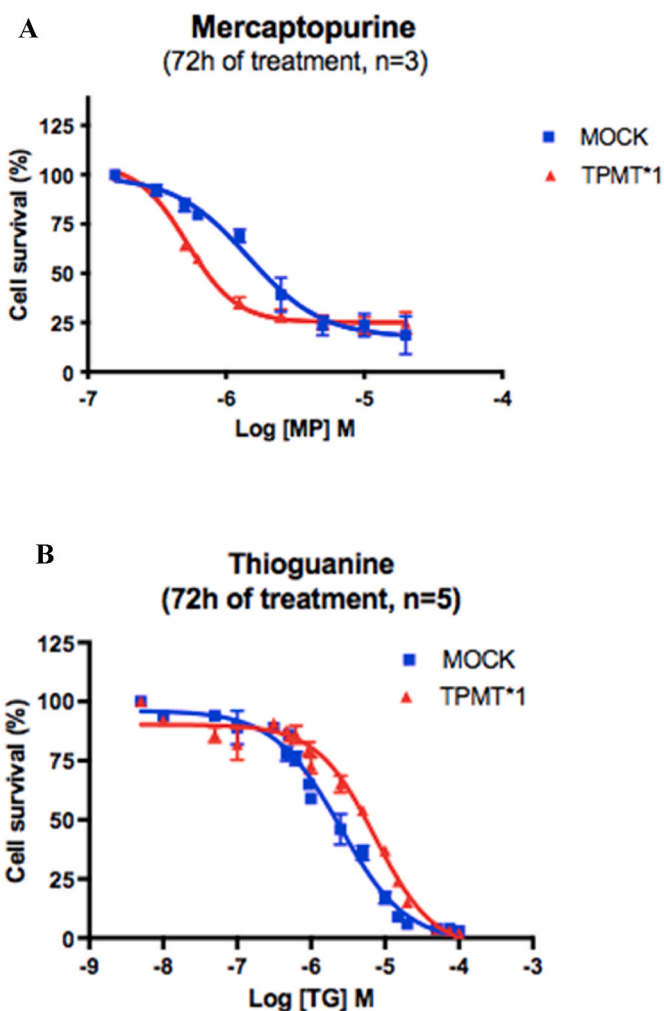 A
Mercaptopurine
(72h of treatment, n=3)
125
100
75
50
25
0
Cell survival (%)
-7
-6
-5
-4
Log [MP] M
MOCK
TPMT*1
B
Thioguanine
(72h of treatment, n=5)
125
100
75
50
25
0
Cell survival (%)
-9
-8
-7
-6
-5
-4
-3
Log [TG] M
MOCK
TPMT*1